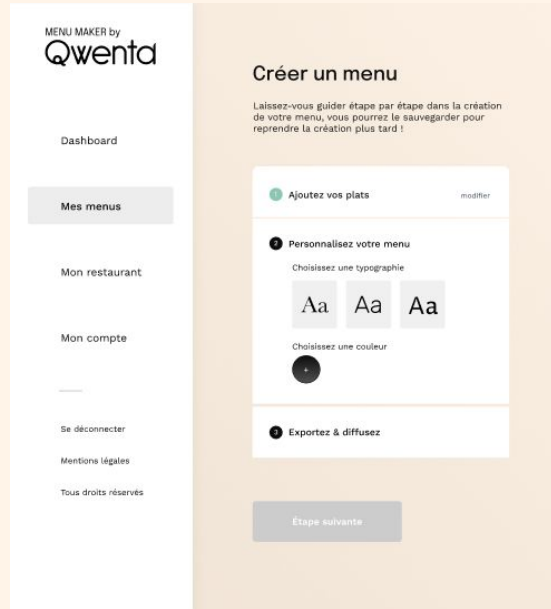 MENU MAKER by
Qwenta
Dashboard
Mes menus
Mon restaurant
Mon compte
Se déconnecter
Mentions légales
Tous droits réservés
Créer un menu
Laissez-vous guider étape par étape dans la création
de votre menu, vous pourrez le sauvegarder pour
reprendre la création plus tard !
1 Ajoutez vos plats modifier
2 Personnalisez votre menu
Choisissez une typographie
Aa Aa Aa
Choisissez une couleur
+
3 Exportez & diffusez
Étape suivante